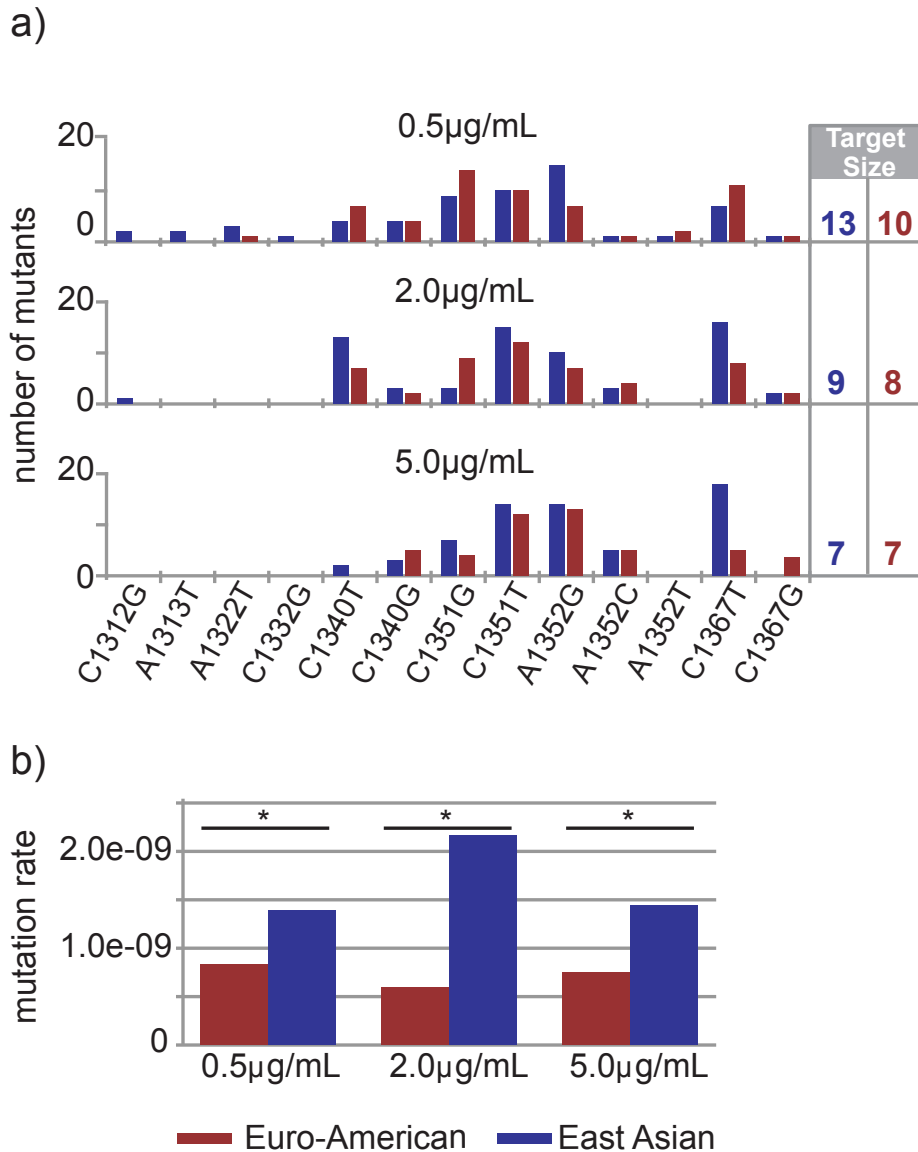 a)
0.5µg/mL
Target
Size
20
0
13 10
2.0µg/mL
20
0
9 8
5.0µg/mL
20
0
7 7
number of mutants
C1312G
A1313T
A1322T
C1332G
C1340T
C1340G
C1351G
C1351T
A1352G
A1352C
A1352T
C1367T
C1367G
b)
mutation rate
2.0e-09
1.0e-09
0
* * *
0.5µg/mL 2.0µg/mL 5.0µg/mL
Euro-American East Asian